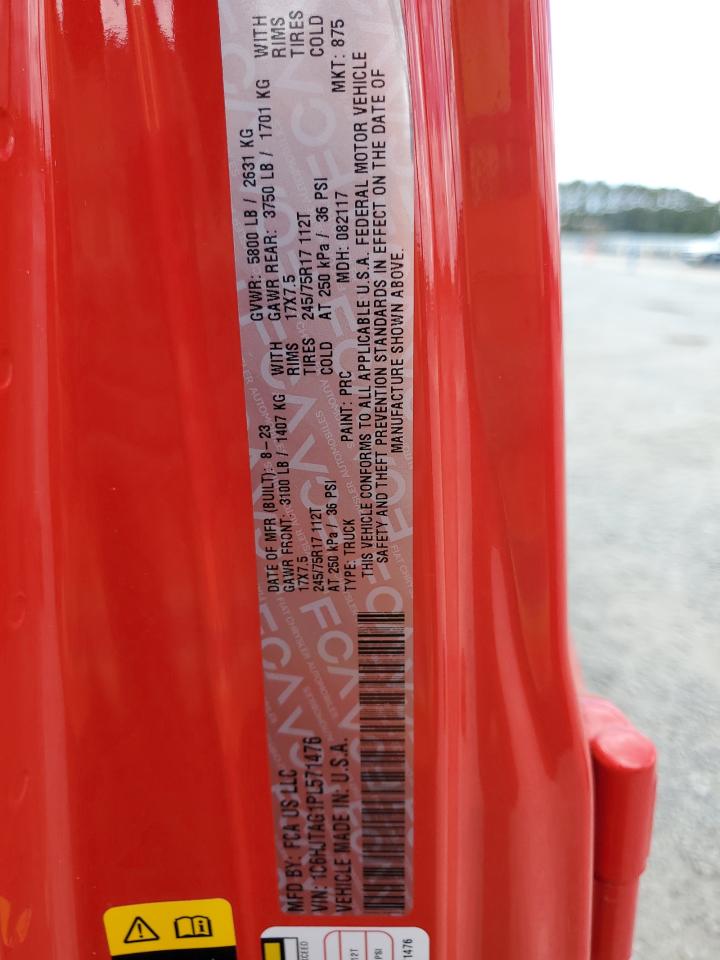 MFD BY: FCA US LLC
VIN: 1C6HJTAG1PL571476
VEHICLE MADE IN: U.S.A.
DATE OF MFR (BUILT): 8-23 GVWR: 5800 LB / 2631 KG
GAWR FRONT: 3100 LB / 1407 KG WITH GAWR REAR: 3750 LB / 1701 KG WITH
17X7.5 RIMS 17X7.5 RIMS
245/75R17 112T TIRES 245/75R17 112T TIRES
AT 250 kPa / 36 PSI COLD AT 250 kPa / 36 PSI COLD
TYPE: TRUCK PAINT: PRC MDH: 082117 MKT: 875
THIS VEHICLE CONFORMS TO ALL APPLICABLE U.S.A. FEDERAL MOTOR VEHICLE
SAFETY AND THEFT PREVENTION STANDARDS IN EFFECT ON THE DATE OF
MANUFACTURE SHOWN ABOVE.
12T
PSI
1476